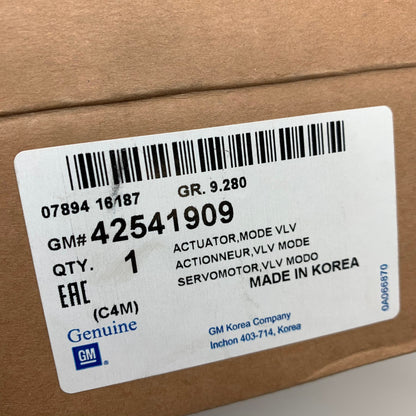 07894 16187 GR. 9.280
GM# 42541909
QTY. 1
ACTUATOR,MODE VLV
ACTIONNEUR,VLV MODE
SERVOMOTOR,VLV MODO
EAC
MADE IN KOREA
(C4M)
Genuine
GM
GM Korea Company
Inchon 403-714, Korea
0A066870